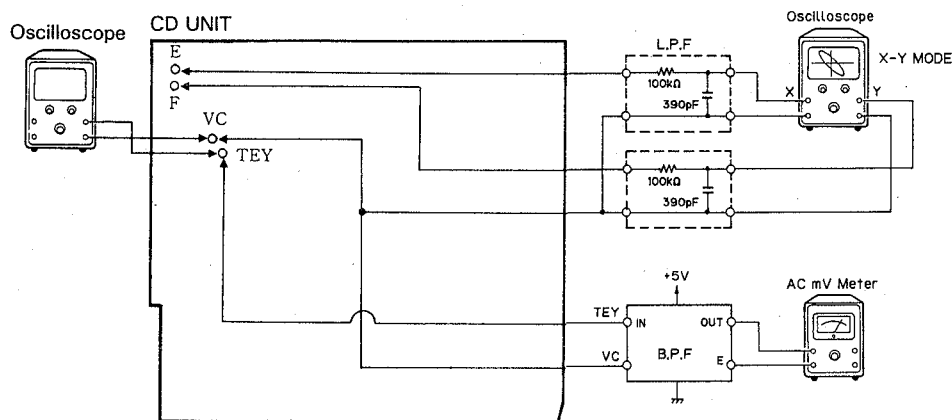 CD UNIT
Oscilloscope
Oscilloscope
X-Y MODE
L.P.F
E
F
100kΩ
390pF
X
Y
VC
TEY
100kΩ
390pF
+5V
AC mV Meter
TEY
IN
OUT
VC
B.P.F
E